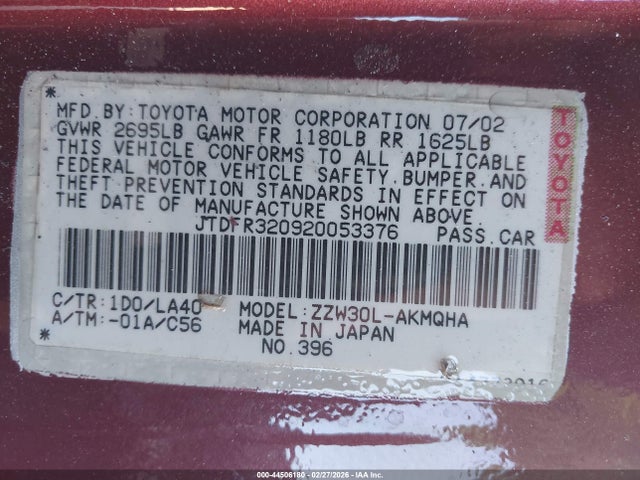 MFD.BY:TOYOTA MOTOR CORPORATION 07/02
GVWR 2695LB GAWR FR 1180LB RR 1625LB
THIS VEHICLE CONFORMS TO ALL APPLICABLE
FEDERAL MOTOR VEHICLE SAFETY,BUMPER,AND
THEFT PREVENTION STANDARDS IN EFFECT ON
THE DATE OF MANUFACTURE SHOWN ABOVE.
JTDFR320920053376 PASS.CAR
C/TR:1D0/LA40 MODEL:ZZW30L-AKMQHA
A/TM:-01A/C56 MADE IN JAPAN
NO.396
TOYOTA
000-44506180 - 02/27/2026 - IAA Inc.